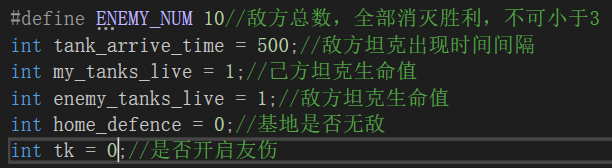 #define ENEMY_NUM 10//敌方总数，全部消灭胜利，不可小于3
int tank_arrive_time = 500;//敌方坦克出现时间间隔
int my_tanks_live = 1;//己方坦克生命值
int enemy_tanks_live = 1;//敌方坦克生命值
int home_defence = 0;//基地是否无敌
int tk = 0;//是否开启友伤